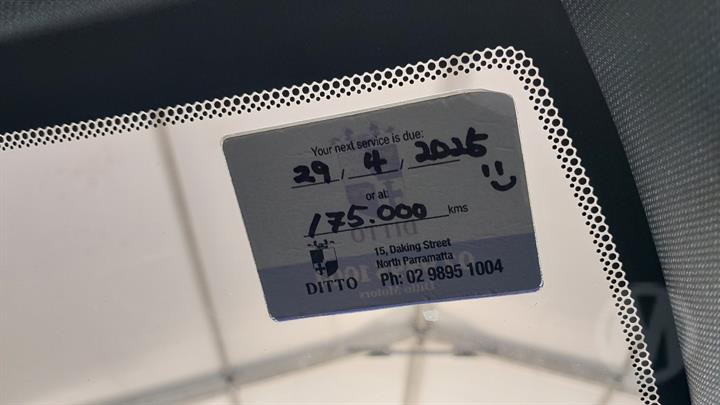 Your next service is due:
29 / 4 / 2025
or at:
175.000 kms
15, Daking Street
North Parramatta
DITTO
Ph: 02 9895 1004